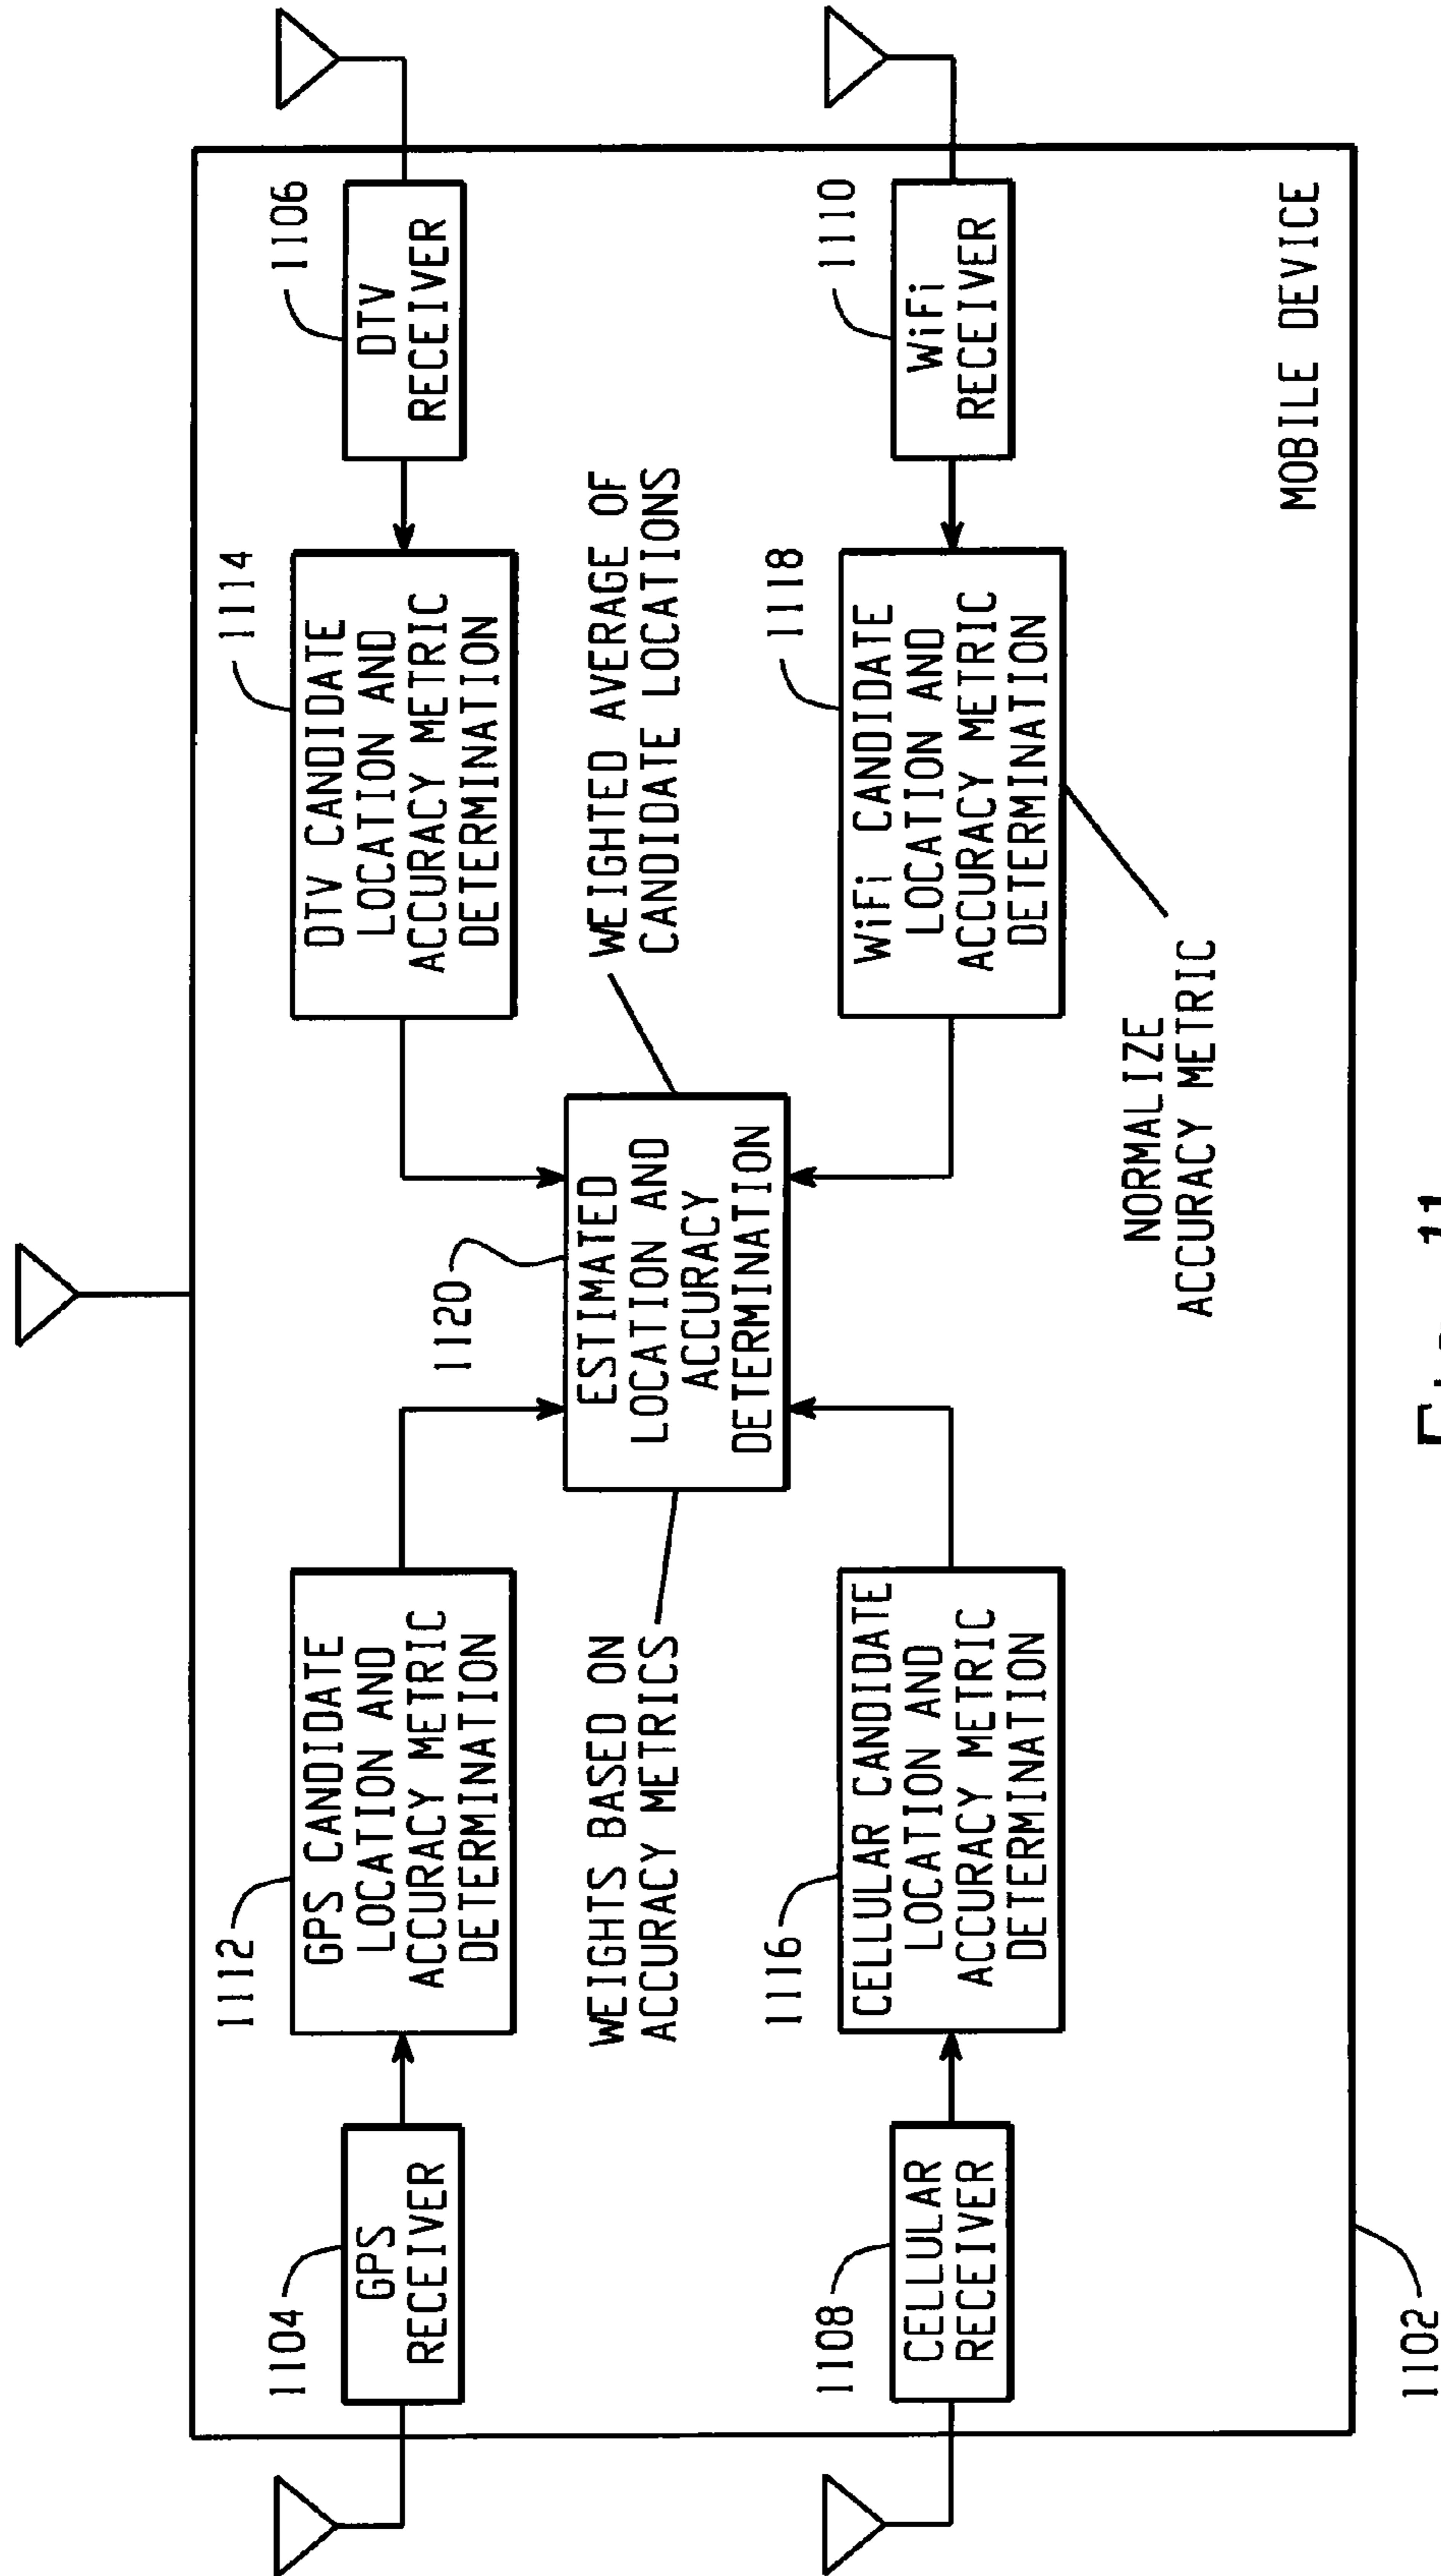 1104
GPS
RECEIVER
1112
GPS CANDIDATE
LOCATION AND
ACCURACY METRIC
DETERMINATION
1114
DTV CANDIDATE
LOCATION AND
ACCURACY METRIC
DETERMINATION
1106
DTV
RECEIVER
WEIGHTS BASED ON
ACCURACY METRICS
1120
ESTIMATED
LOCATION AND
ACCURACY
DETERMINATION
WEIGHTED AVERAGE OF
CANDIDATE LOCATIONS
1108
CELLULAR
RECEIVER
1116
CELLULAR CANDIDATE
LOCATION AND
ACCURACY METRIC
DETERMINATION
1118
WiFi CANDIDATE
LOCATION AND
ACCURACY METRIC
DETERMINATION
1110
WiFi
RECEIVER
NORMALIZE
ACCURACY METRIC
MOBILE DEVICE
1102